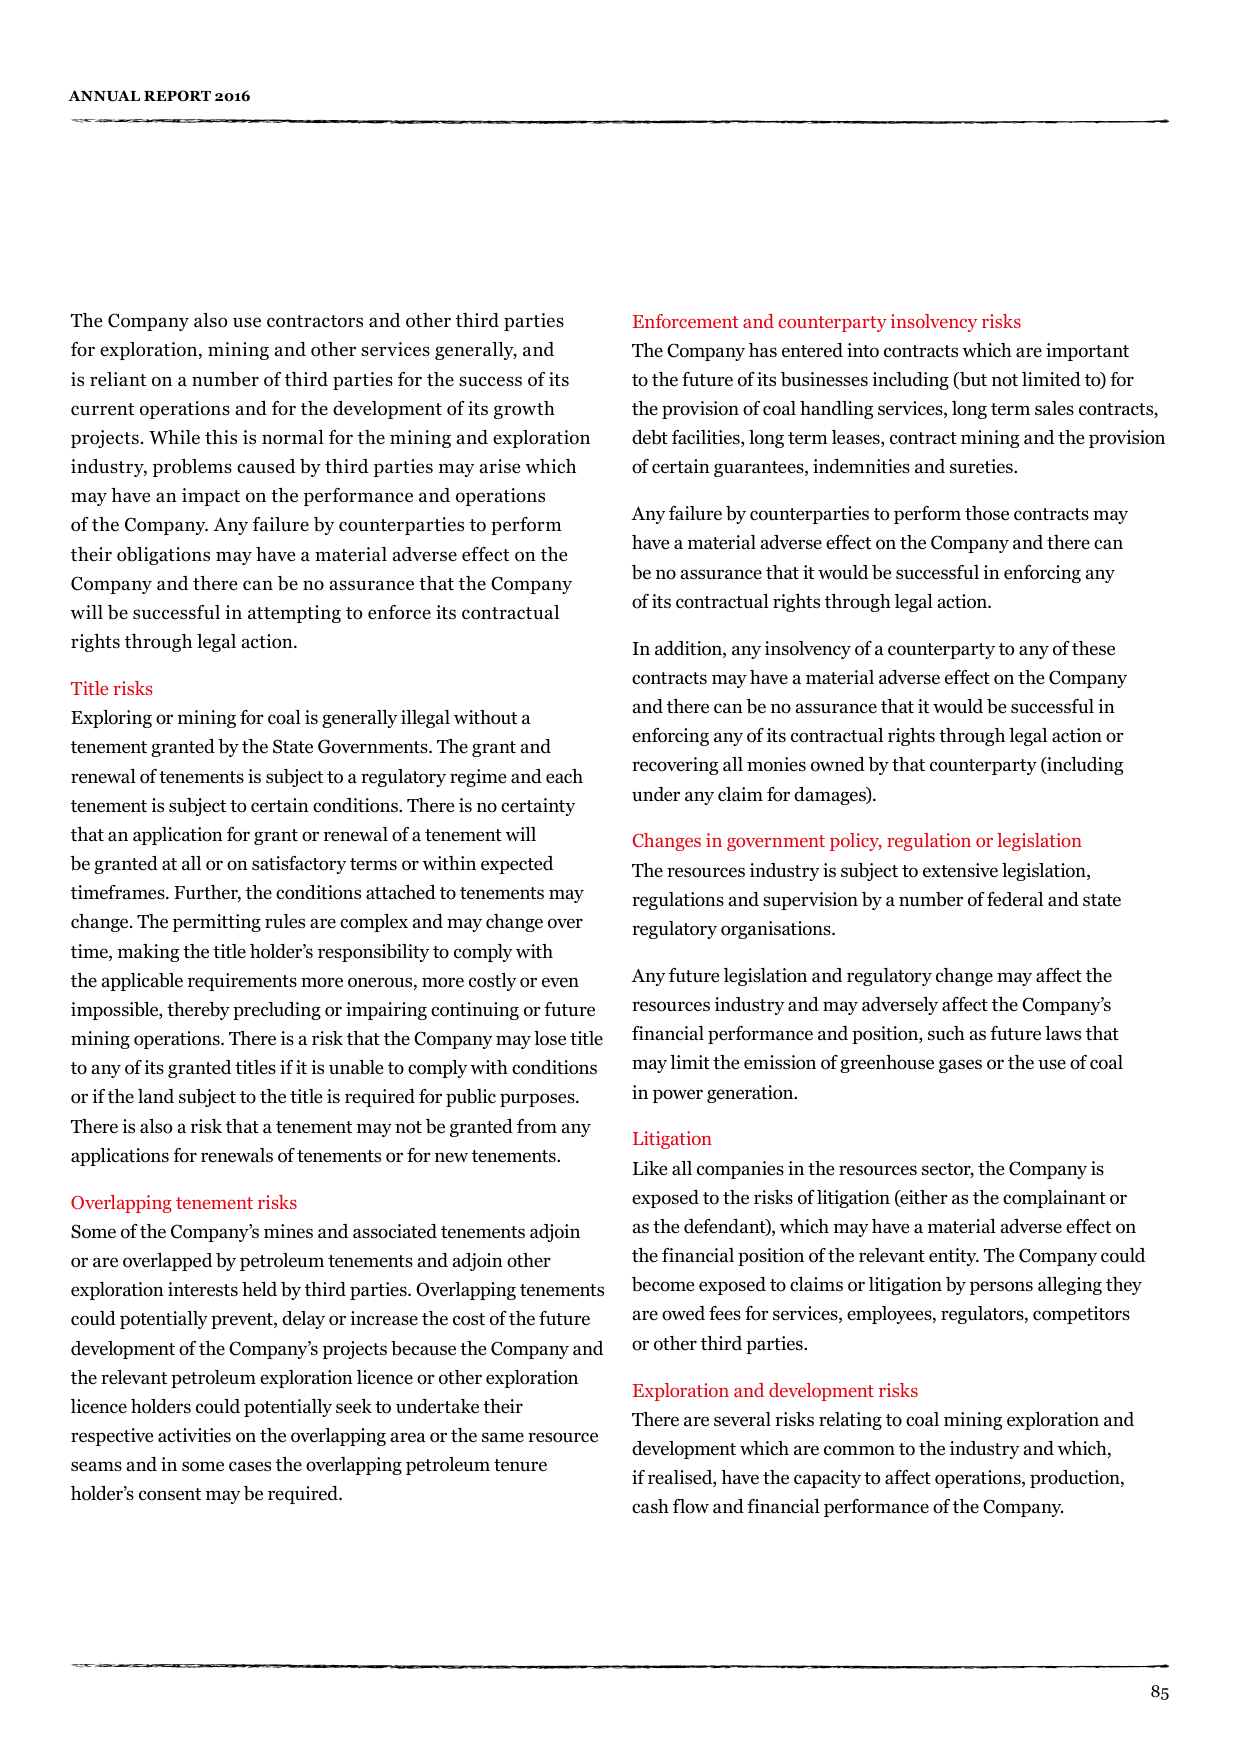 ANNUAL REPORT 2016
The Company also use contractors and other third parties
for exploration, mining and other services generally, and
is reliant on a number of third parties for the success of its
current operations and for the development of its growth
projects. While this is normal for the mining and exploration
industry, problems caused by third parties may arise which
may have an impact on the performance and operations
of the Company. Any failure by counterparties to perform
their obligations may have a material adverse effect on the
Company and there can be no assurance that the Company
will be successful in attempting to enforce its contractual
rights through legal action.
Title risks
Exploring or mining for coal is generally illegal without a
tenement granted by the State Governments. The grant and
renewal of tenements is subject to a regulatory regime and each
tenement is subject to certain conditions. There is no certainty
that an application for grant or renewal of a tenement will
be granted at all or on satisfactory terms or within expected
timeframes. Further, the conditions attached to tenements may
change. The permitting rules are complex and may change over
time, making the title holder’s responsibility to comply with
the applicable requirements more onerous, more costly or even
impossible, thereby precluding or impairing continuing or future
mining operations. There is a risk that the Company may lose title
to any of its granted titles if it is unable to comply with conditions
or if the land subject to the title is required for public purposes.
There is also a risk that a tenement may not be granted from any
applications for renewals of tenements or for new tenements.
Overlapping tenement risks
Some of the Company’s mines and associated tenements adjoin
or are overlapped by petroleum tenements and adjoin other
exploration interests held by third parties. Overlapping tenements
could potentially prevent, delay or increase the cost of the future
development of the Company’s projects because the Company and
the relevant petroleum exploration licence or other exploration
licence holders could potentially seek to undertake their
respective activities on the overlapping area or the same resource
seams and in some cases the overlapping petroleum tenure
holder’s consent may be required.
Enforcement and counterparty insolvency risks
The Company has entered into contracts which are important
to the future of its businesses including (but not limited to) for
the provision of coal handling services, long term sales contracts,
debt facilities, long term leases, contract mining and the provision
of certain guarantees, indemnities and sureties.
Any failure by counterparties to perform those contracts may
have a material adverse effect on the Company and there can
be no assurance that it would be successful in enforcing any
of its contractual rights through legal action.
In addition, any insolvency of a counterparty to any of these
contracts may have a material adverse effect on the Company
and there can be no assurance that it would be successful in
enforcing any of its contractual rights through legal action or
recovering all monies owned by that counterparty (including
under any claim for damages).
Changes in government policy, regulation or legislation
The resources industry is subject to extensive legislation,
regulations and supervision by a number of federal and state
regulatory organisations.
Any future legislation and regulatory change may affect the
resources industry and may adversely affect the Company’s
financial performance and position, such as future laws that
may limit the emission of greenhouse gases or the use of coal
in power generation.
Litigation
Like all companies in the resources sector, the Company is
exposed to the risks of litigation (either as the complainant or
as the defendant), which may have a material adverse effect on
the financial position of the relevant entity. The Company could
become exposed to claims or litigation by persons alleging they
are owed fees for services, employees, regulators, competitors
or other third parties.
Exploration and development risks
There are several risks relating to coal mining exploration and
development which are common to the industry and which,
if realised, have the capacity to affect operations, production,
cash flow and financial performance of the Company.
85